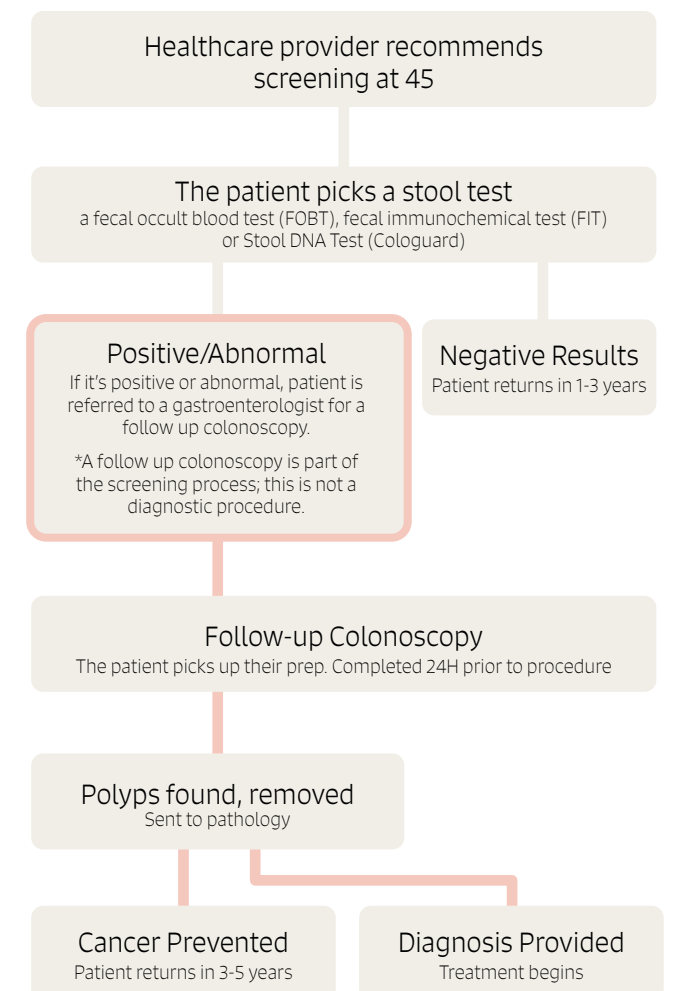 Healthcare provider recommends
screening at 45
The patient picks a stool test
a fecal occult blood test (FOBT), fecal immunochemical test (FIT)
or Stool DNA Test (Cologuard)
Positive/Abnormal
If it's positive or abnormal, patient is
referred to a gastroenterologist for a
follow up colonoscopy.
*A follow up colonoscopy is part of
the screening process; this is not a
diagnostic procedure.
Negative Results
Patient returns in 1-3 years
Follow-up Colonoscopy
The patient picks up their prep. Completed 24H prior to procedure
Polyps found, removed
Sent to pathology
Cancer Prevented
Patient returns in 3-5 years
Diagnosis Provided
Treatment begins